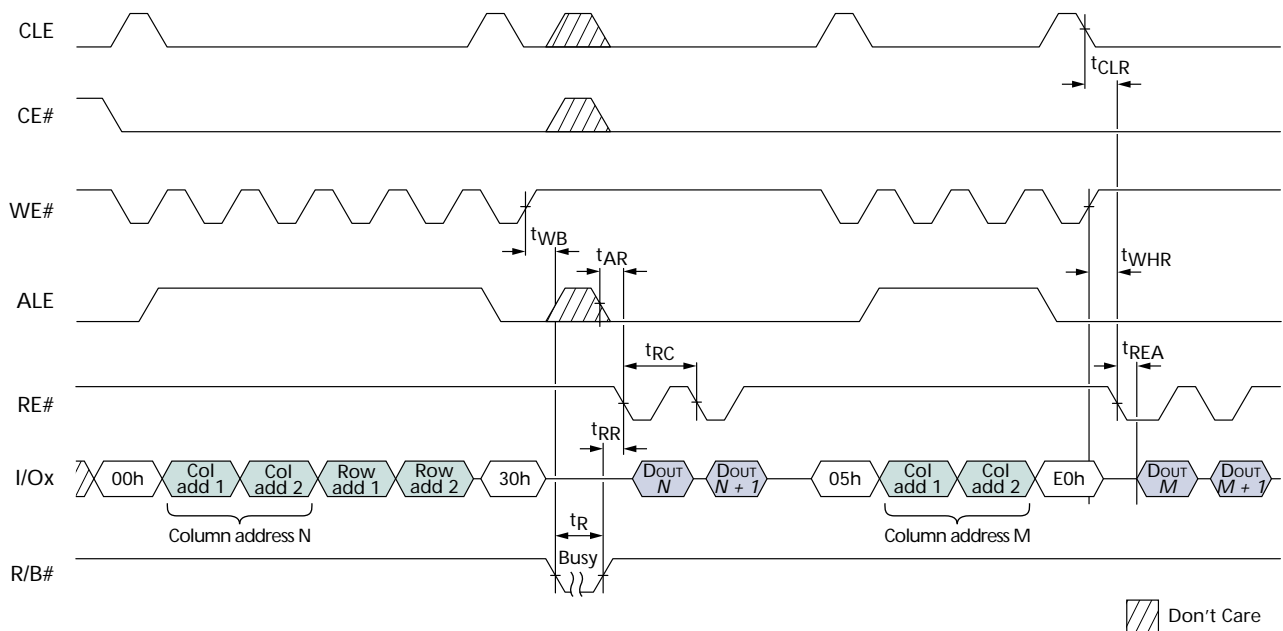 CLE
tCLR
CE#
WE#
tWB
tAR
tWHR
ALE
tRC
tREA
RE#
tRR
I/Ox
00h
Col add 1
Col add 2
Row add 1
Row add 2
30h
DOUT N
DOUT N + 1
05h
Col add 1
Col add 2
E0h
DOUT M
DOUT M + 1
Column address N
tR
Column address M
R/B#
Busy
Don't Care